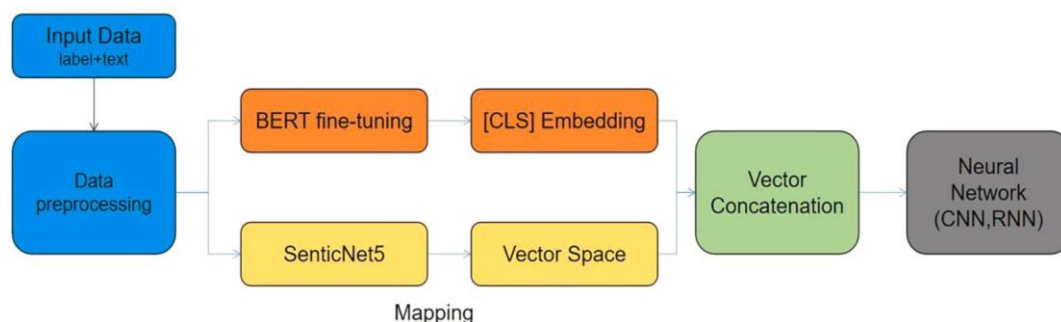 Input Data
label+text
Data
preprocessing
BERT fine-tuning
[CLS] Embedding
SenticNet5
Vector Space
Mapping
Vector
Concatenation
Neural
Network
(CNN,RNN)